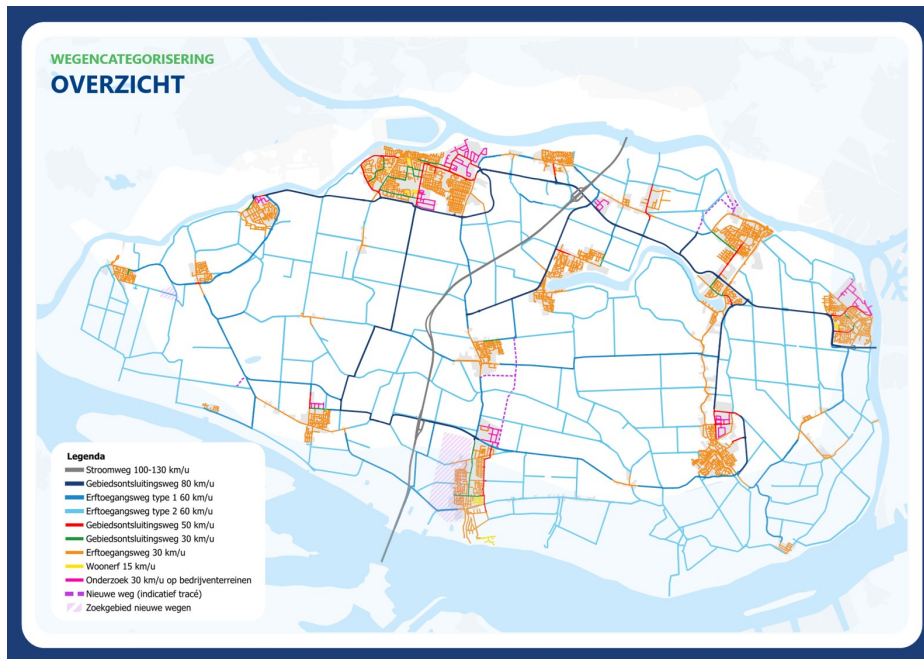 WEGENCATEGORISERING
OVERZICHT
Legenda
Stroomweg 100-130 km/u
Gebiedsontsluitingsweg 80 km/u
Erftoegangsweg type 1 60 km/u
Erftoegangsweg type 2 60 km/u
Gebiedsontsluitingsweg 50 km/u
Gebiedsontsluitingsweg 30 km/u
Erftoegangsweg 30 km/u
Woonerf 15 km/u
Onderzoek 30 km/u op bedrijventerreinen
Nieuwe weg (indicatief tracé)
Zoekgebied nieuwe wegen